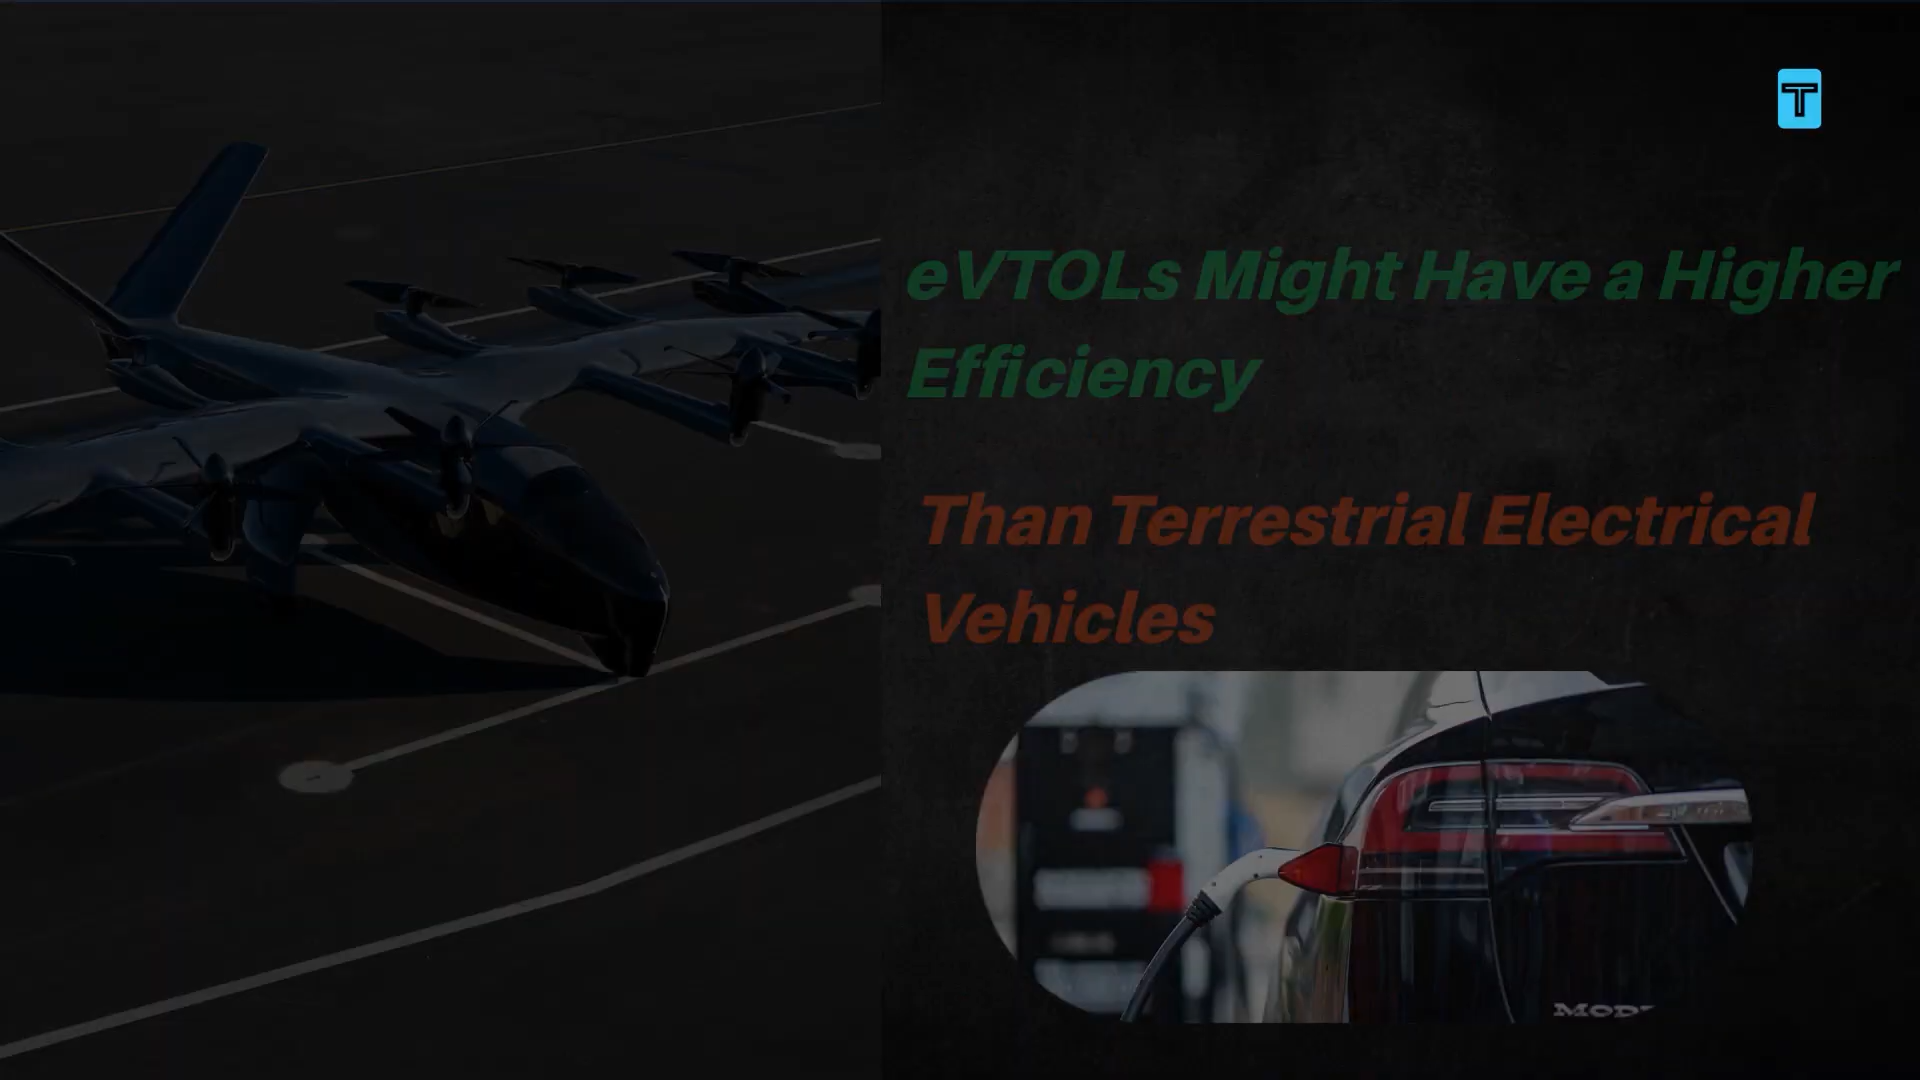 T
eVTOLs Might Have a Higher
Efficiency
Than Terrestrial Electrical
Vehicles